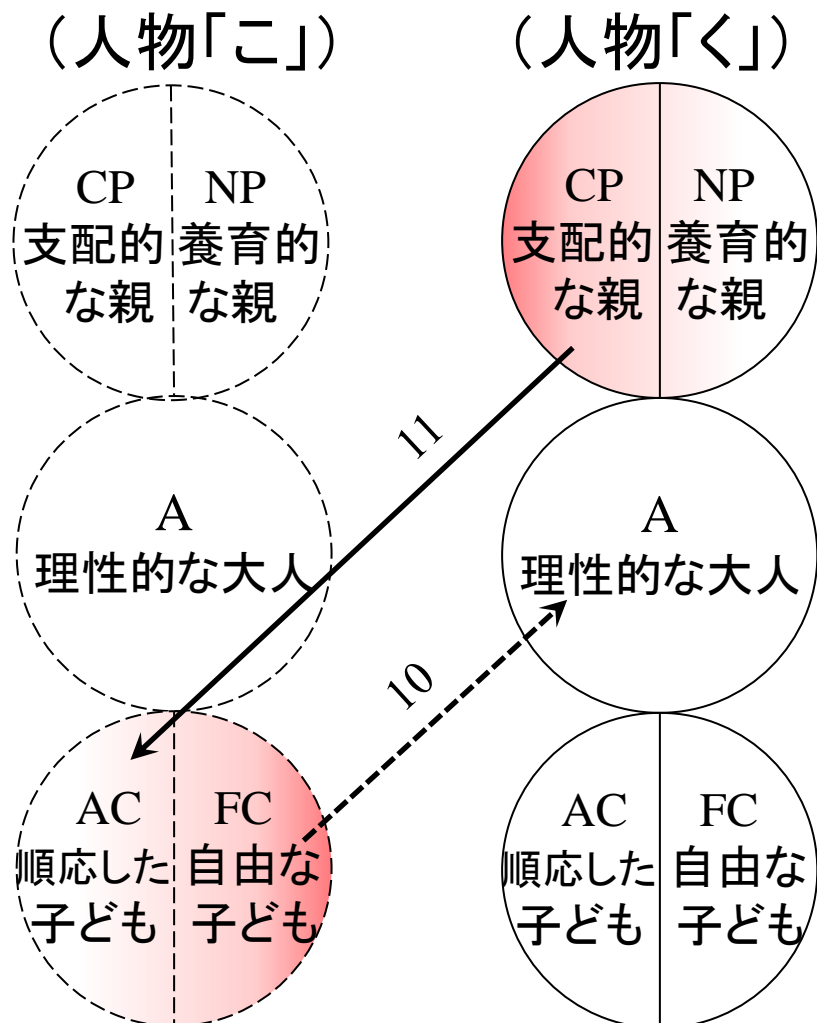 （人物「こ」）
（人物「く」）
CP
支配的
な親
NP
養育的
な親
CP
支配的
な親
NP
養育的
な親
11
A
理性的な大人
A
理性的な大人
10
AC
順応した
子ども
FC
自由な
子ども
AC
順応した
子ども
FC
自由な
子ども